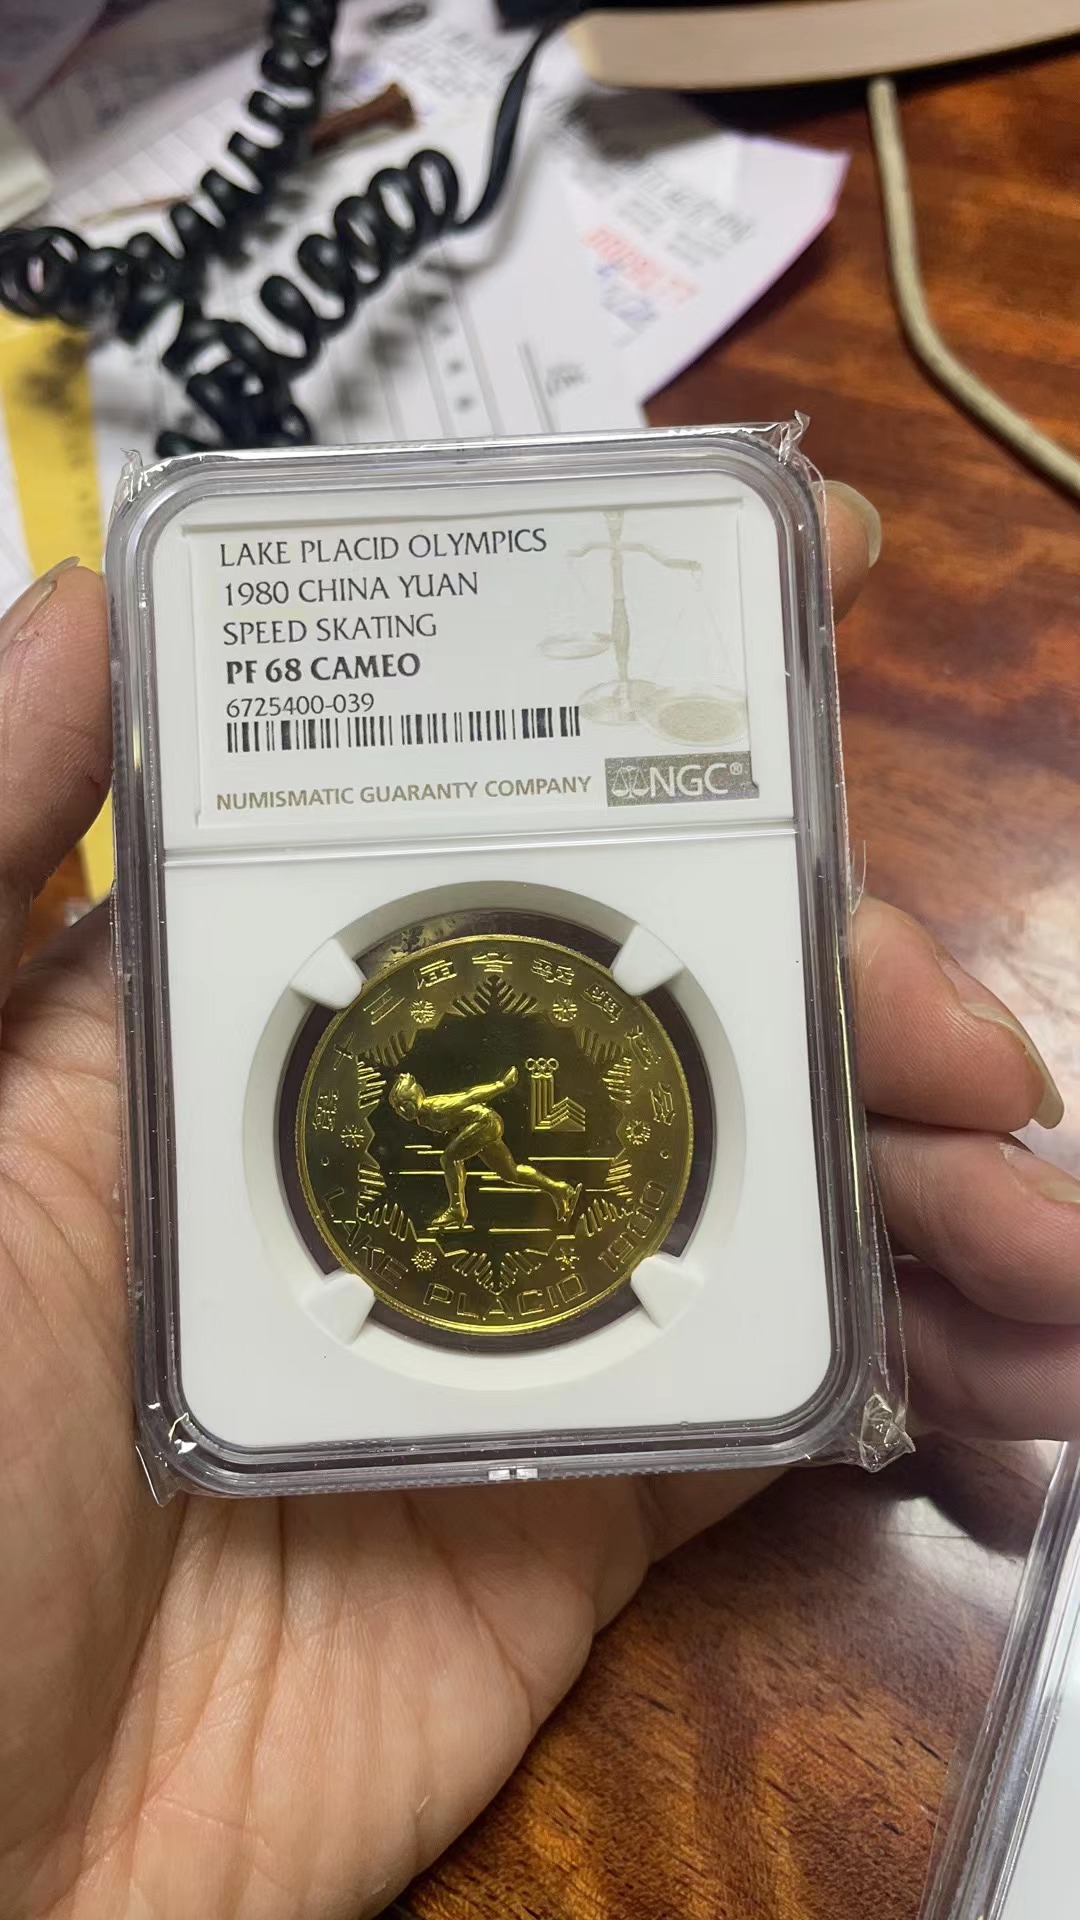 LAKE PLACID OLYMPICS
1980 CHINA YUAN
SPEED SKATING
PF 68 CAMEO
6725400-039
NUMISMATIC GUARANTY COMPANY NGC®
第十三届冬季奥运会
LAKE PLACID 1980